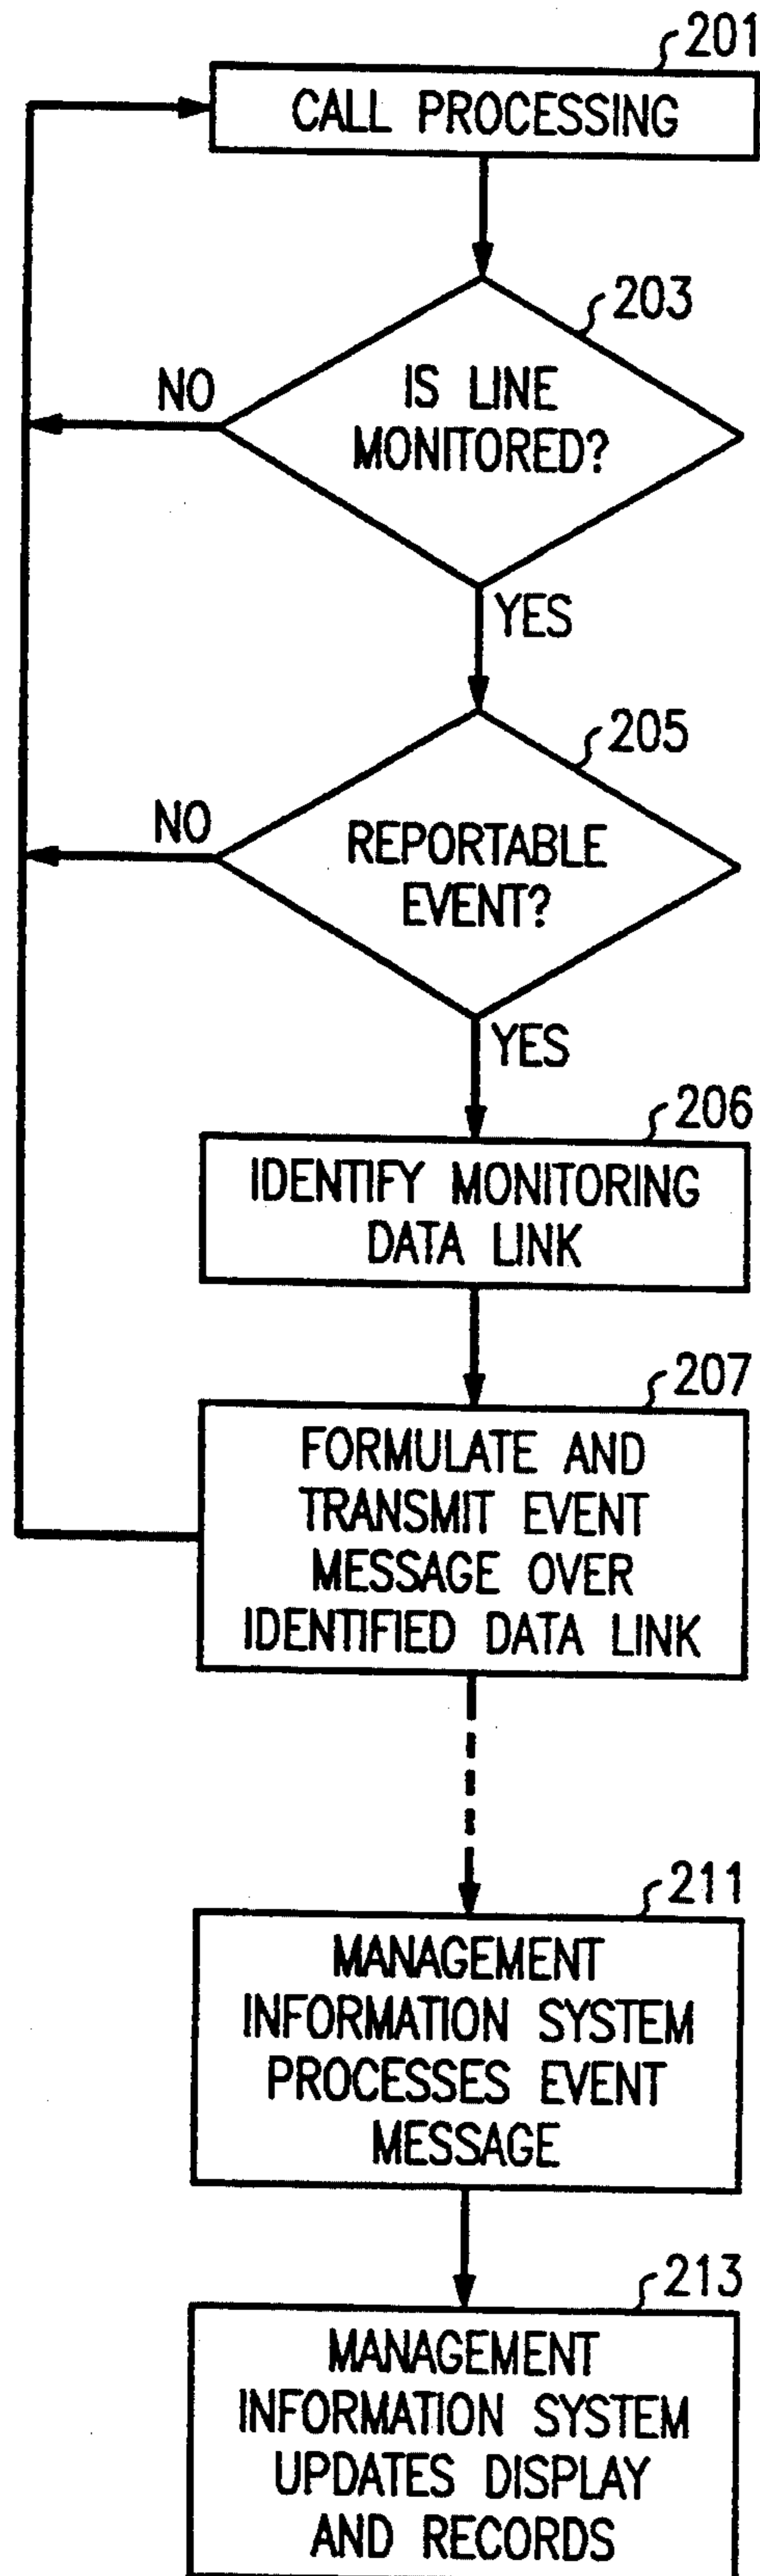 201
CALL PROCESSING
203
IS LINE
MONITORED?
NO
YES
205
REPORTABLE
EVENT?
NO
YES
206
IDENTIFY MONITORING
DATA LINK
207
FORMULATE AND
TRANSMIT EVENT
MESSAGE OVER
IDENTIFIED DATA LINK
211
MANAGEMENT
INFORMATION SYSTEM
PROCESSES EVENT
MESSAGE
213
MANAGEMENT
INFORMATION SYSTEM
UPDATES DISPLAY
AND RECORDS